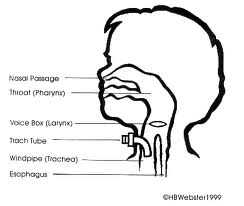 Nasal Passage
Throat (Pharynx)
Voice Box (Larynx)
Trach Tube
Windpipe (Trachea)
Esophagus
©HBWebster1999